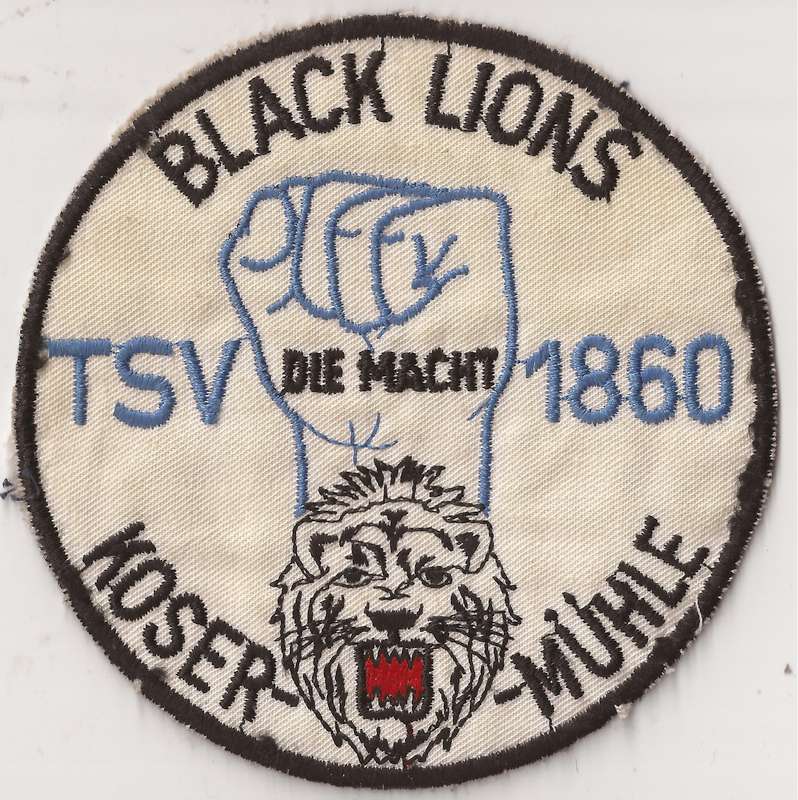 BLACK LIONS
TSV DIE MACHT 1860
KOSER-
-MÜHLE